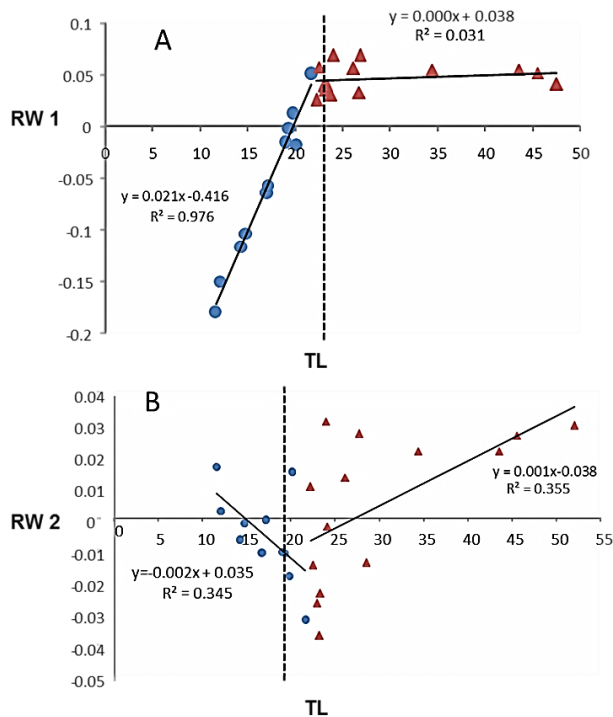 A
y = 0.000x + 0.038
R² = 0.031
0.1
0.05
0
-0.05
-0.1
-0.15
-0.2
RW 1
0 5 10 15 20 25 30 35 40 45 50
y = 0.021x-0.416
R² = 0.976
TL
B
0.04
0.03
0.02
0.01
0
-0.01
-0.02
-0.03
-0.04
-0.05
RW 2
0 5 10 15 20 25 30 35 40 45 50 55
y = 0.001x-0.038
R² = 0.355
y=-0.002x + 0.035
R² = 0.345
TL